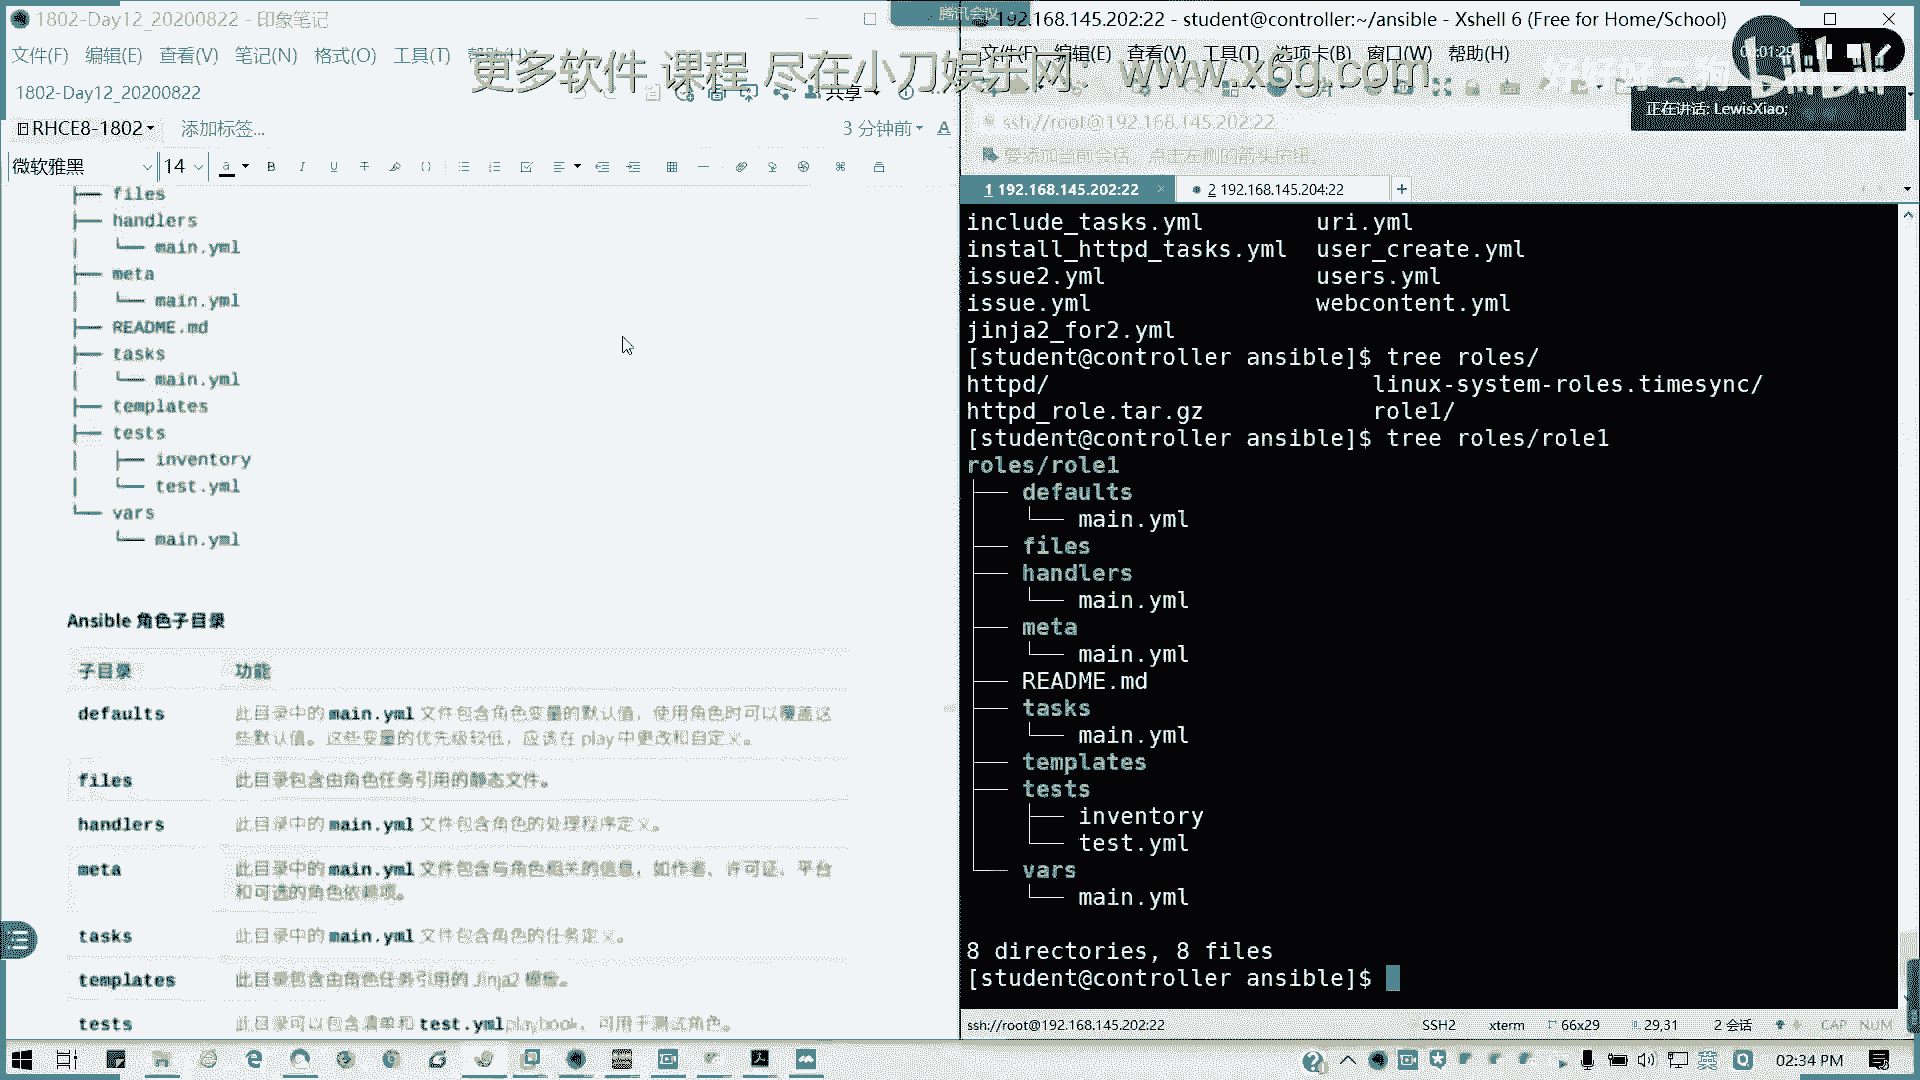 1802-Day12_20200822 - 印象笔记
文件(F) 编辑(E) 查看(V) 笔记(N) 格式(O) 工具(T) 帮助(H)
1802-Day12_20200822
共享
RHCE8-1802 添加标签... 3 分钟前
微软雅黑 14
├── files
├── handlers
│   └── main.yml
├── meta
│   └── main.yml
├── README.md
├── tasks
│   └── main.yml
├── templates
├── tests
│   ├── inventory
│   └── test.yml
└── vars
    └── main.yml
Ansible 角色子目录
子目录 功能
defaults 此目录中的 main.yml 文件包含角色变量的默认值，使用角色时可以覆盖这
些默认值。这些变量的优先级较低，应该在 play 中更改和自定义。
files 此目录包含由角色任务引用的静态文件。
handlers 此目录中的 main.yml 文件包含角色的处理程序定义。
meta 此目录中的 main.yml 文件包含与角色相关的信息，如作者、许可证、平台
和可选的角色依赖项。
tasks 此目录中的 main.yml 文件包含角色的任务定义。
templates 此目录包含由角色任务引用的 Jinja2 模板。
tests 此目录可以包含清单和 test.yml playbook，可用于测试角色。
腾讯会议
更多软件 课程 尽在小刀娱乐网：www.x6g.com
192.168.145.202:22 - student@controller:~/ansible - Xshell 6 (Free for Home/School)
文件(F) 编辑(E) 查看(V) 工具(T) 选项卡(B) 窗口(W) 帮助(H)
00:01:29
bilibili
正在讲话: LewisXiao;
ssh://root@192.168.145.202:22
要添加当前会话，点击左侧的箭头按钮。
1 192.168.145.202:22 × 2 192.168.145.204:22 +
include_tasks.yml uri.yml
install_httpd_tasks.yml user_create.yml
issue2.yml users.yml
issue.yml webcontent.yml
jinja2_for2.yml
[student@controller ansible]$ tree roles/
httpd/ linux-system-roles.timesync/
httpd_role.tar.gz role1/
[student@controller ansible]$ tree roles/role1
roles/role1
├── defaults
│   └── main.yml
├── files
├── handlers
│   └── main.yml
├── meta
│   └── main.yml
├── README.md
├── tasks
│   └── main.yml
├── templates
├── tests
│   ├── inventory
│   └── test.yml
└── vars
    └── main.yml
8 directories, 8 files
[student@controller ansible]$
ssh://root@192.168.145.202:22 SSH2 xterm 66x29 29,31 2 会话 CAP NUM
英 02:34 PM